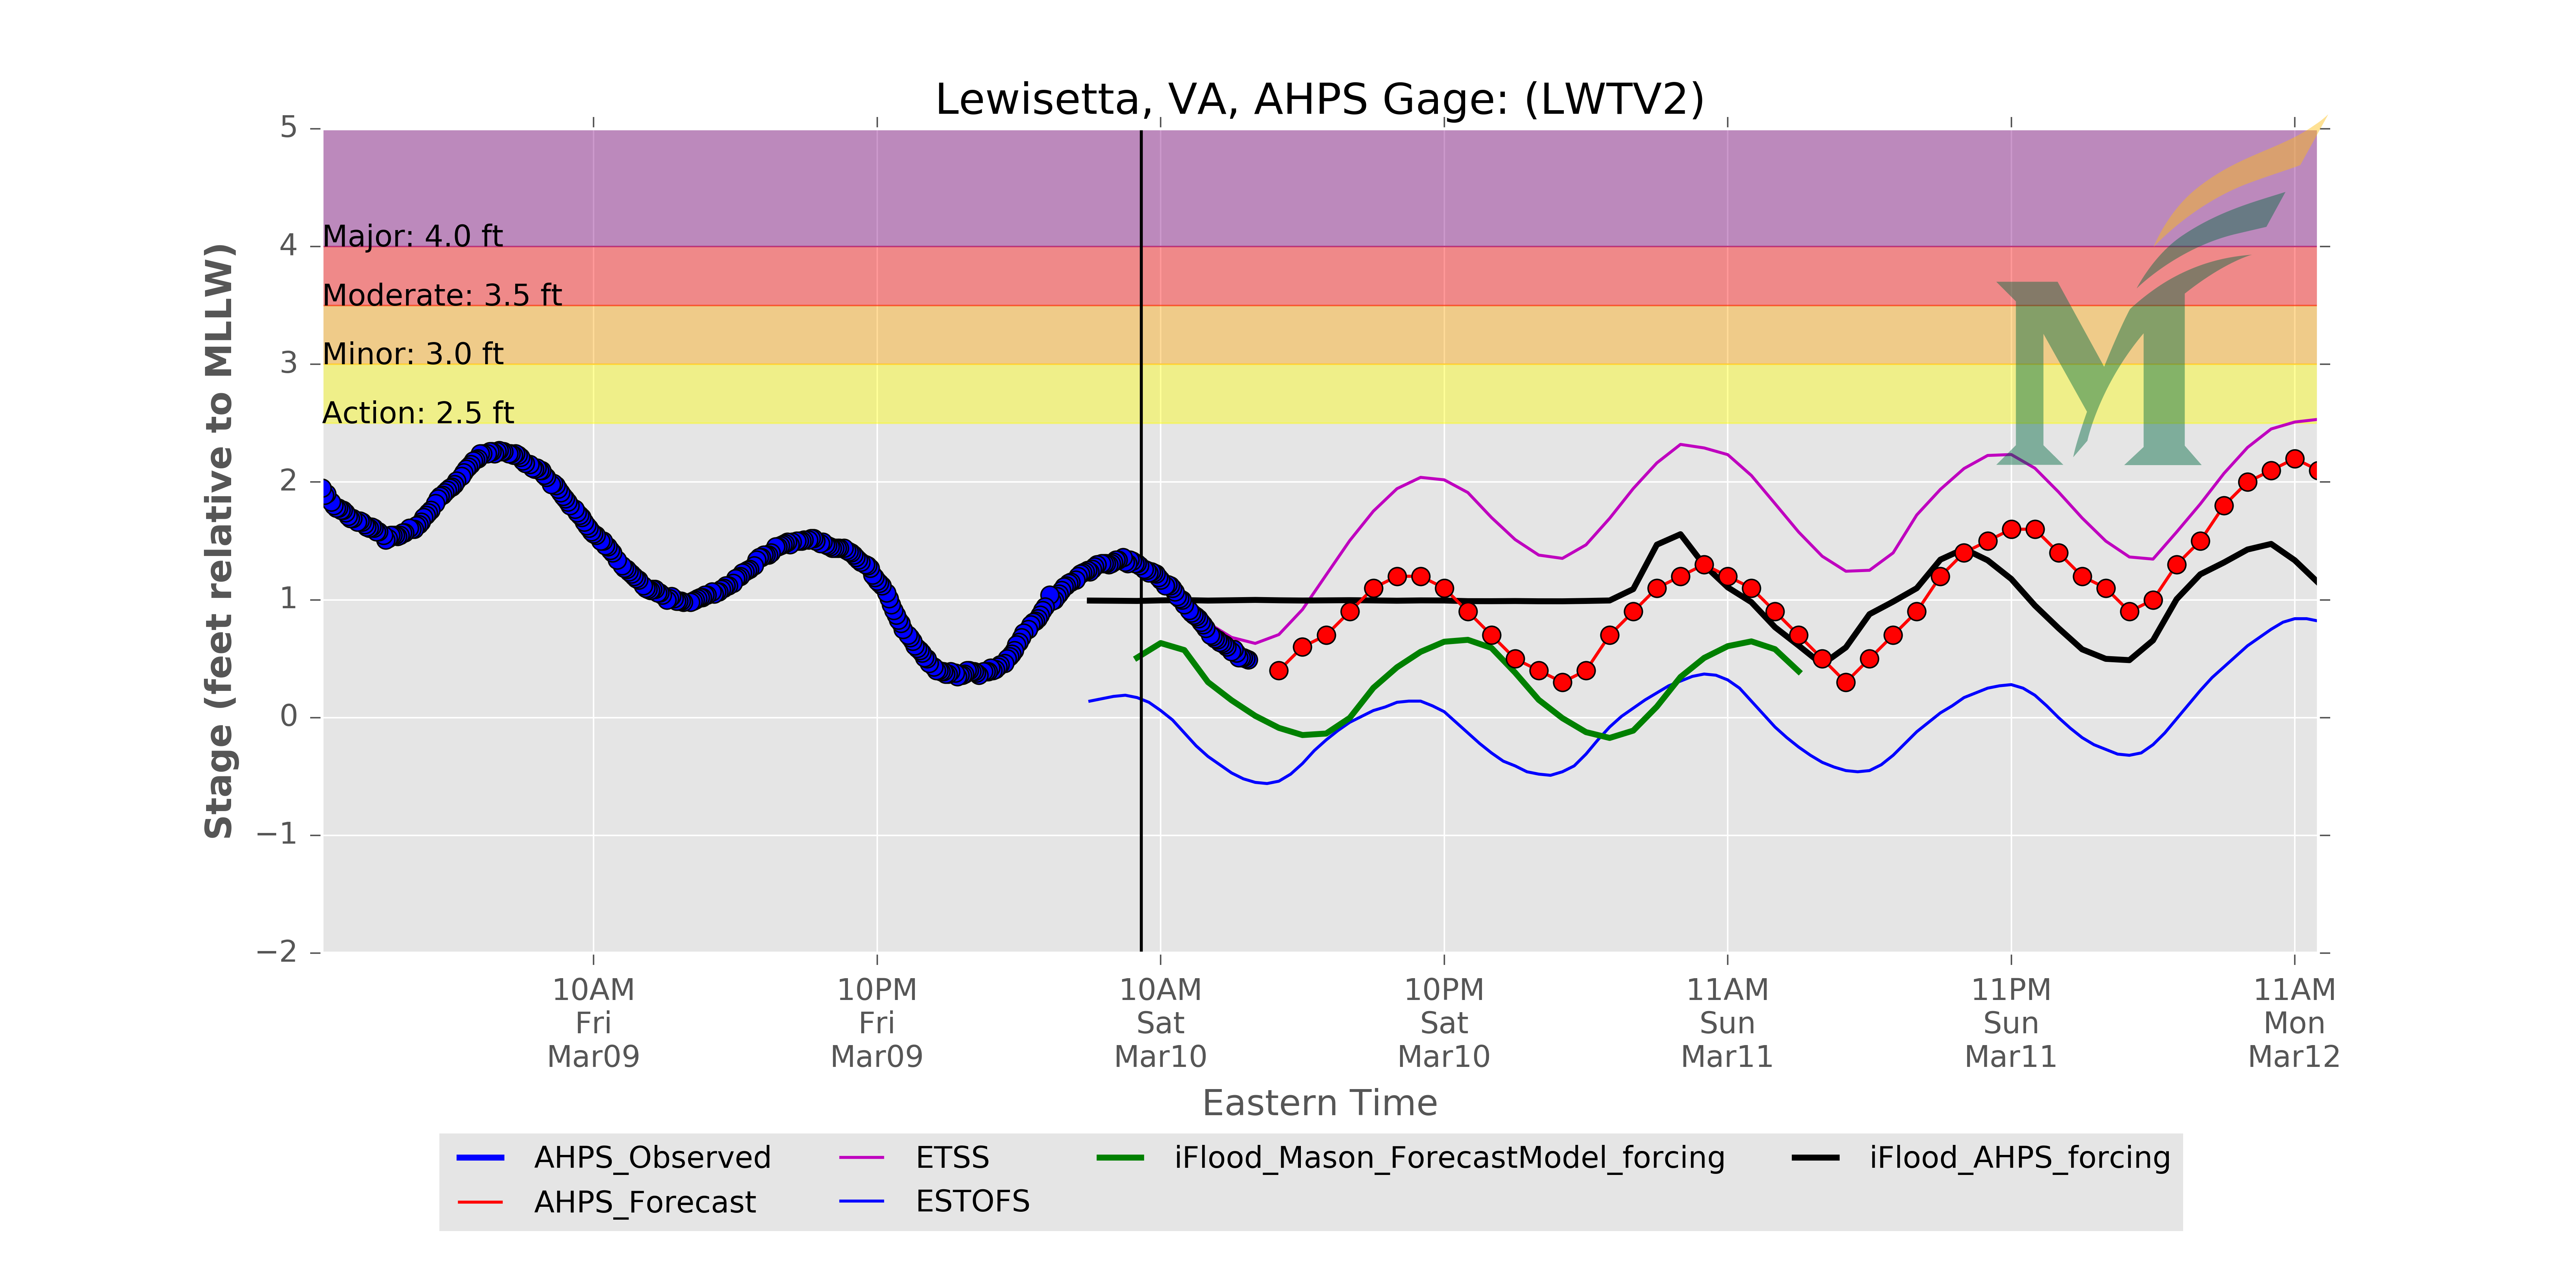 Lewisetta, VA, AHPS Gage: (LWTV2)
Stage (feet relative to MLLW)
5
4
3
2
1
0
−1
−2
Major: 4.0 ft
Moderate: 3.5 ft
Minor: 3.0 ft
Action: 2.5 ft
M
10AM
Fri
Mar09
10PM
Fri
Mar09
10AM
Sat
Mar10
10PM
Sat
Mar10
11AM
Sun
Mar11
11PM
Sun
Mar11
11AM
Mon
Mar12
Eastern Time
AHPS_Observed
AHPS_Forecast
ETSS
ESTOFS
iFlood_Mason_ForecastModel_forcing
iFlood_AHPS_forcing